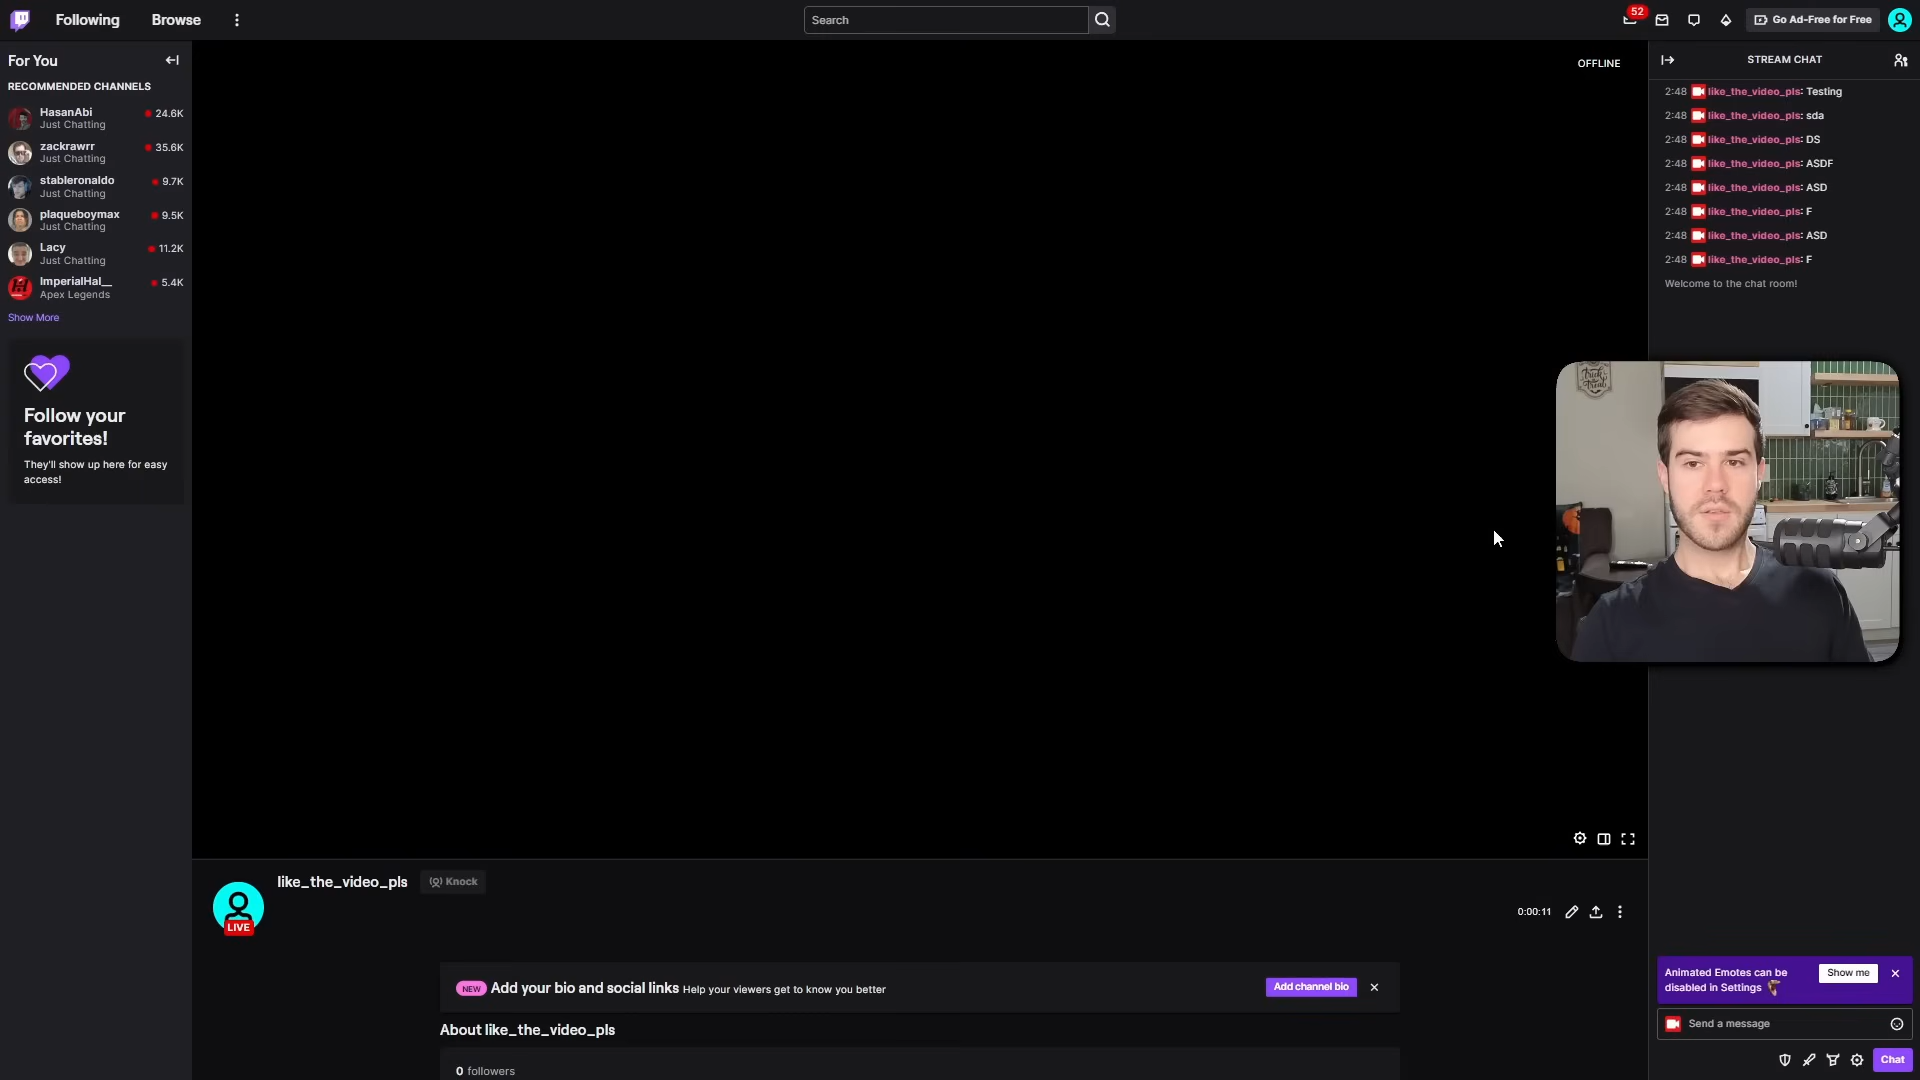 Following
Browse
Search
52
Go Ad-Free for Free
For You
RECOMMENDED CHANNELS
HasanAbi
24.6K
Just Chatting
zackrawrr
35.6K
Just Chatting
stableronaldo
9.7K
Just Chatting
plaqueboymax
9.5K
Just Chatting
Lacy
11.2K
Just Chatting
ImperialHal__
5.4K
Apex Legends
Show More
Follow your
favorites!
They'll show up here for easy
access!
OFFLINE
STREAM CHAT
2:48 like_the_video_pls: Testing
2:48 like_the_video_pls: sda
2:48 like_the_video_pls: DS
2:48 like_the_video_pls: ASDF
2:48 like_the_video_pls: ASD
2:48 like_the_video_pls: F
2:48 like_the_video_pls: ASD
2:48 like_the_video_pls: F
Welcome to the chat room!
trick
or
treat
like_the_video_pls
Knock
LIVE
0:00:11
NEW Add your bio and social links Help your viewers get to know you better
Add channel bio
About like_the_video_pls
0 followers
Animated Emotes can be
disabled in Settings
Show me
Send a message
Chat